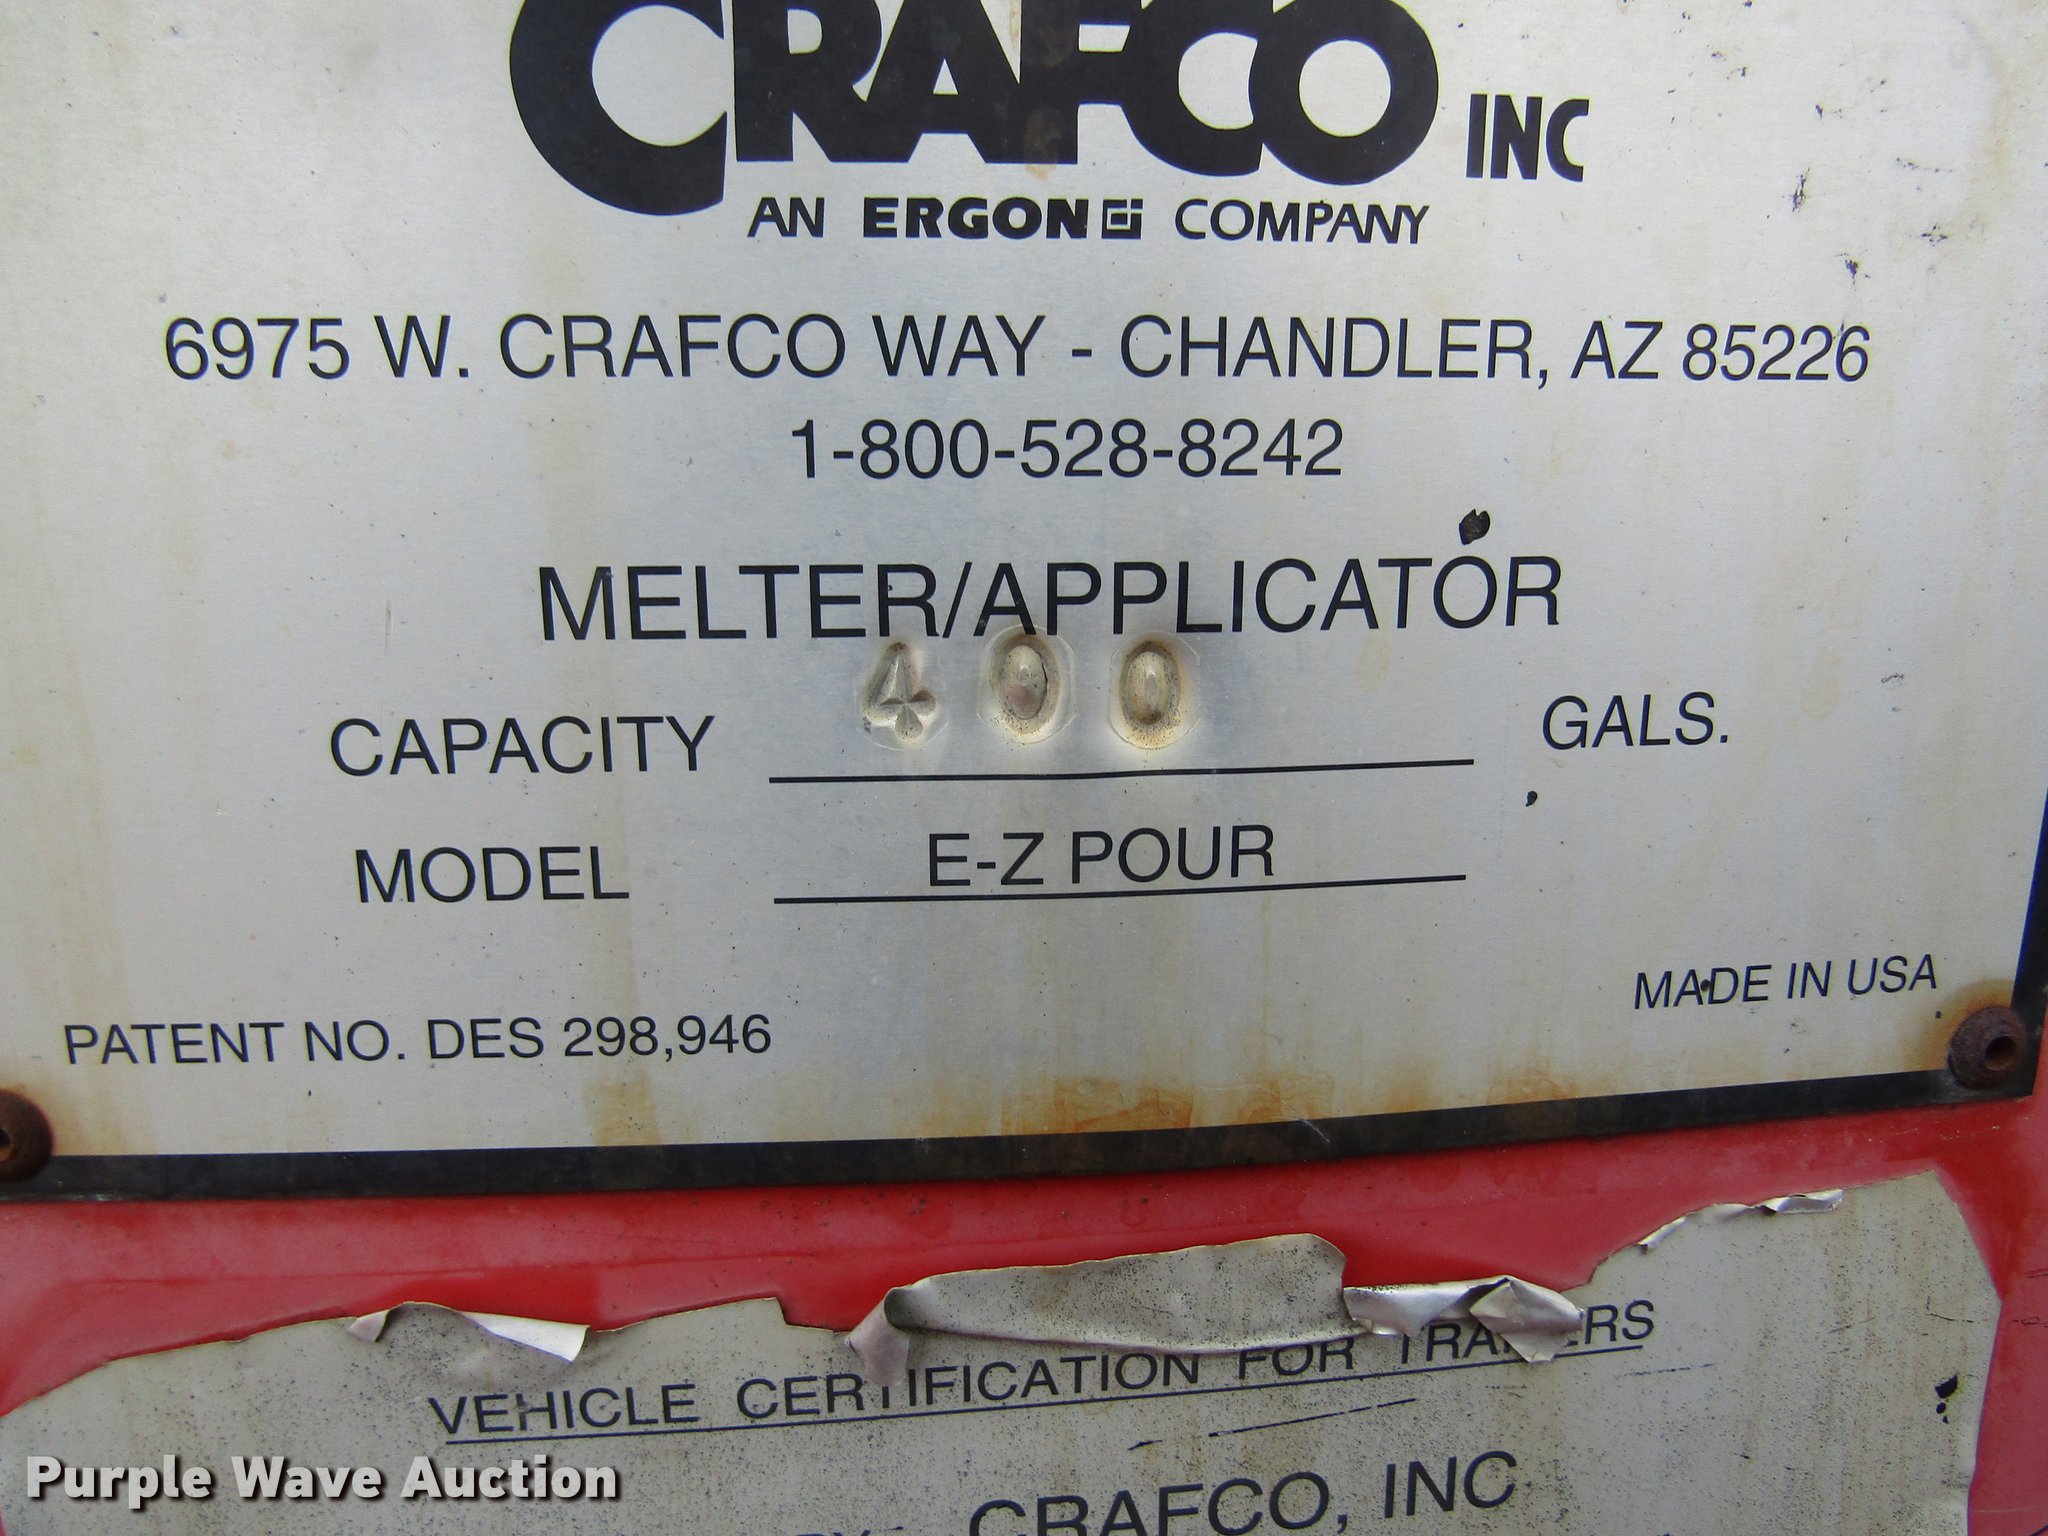 CRAFCO INC
AN ERGON COMPANY
6975 W. CRAFCO WAY - CHANDLER, AZ 85226
1-800-528-8242
MELTER/APPLICATOR
CAPACITY 400 GALS.
MODEL E-Z POUR
MADE IN USA
PATENT NO. DES 298,946
VEHICLE CERTIFICATION FOR TRAILERS
CRAFCO, INC
Purple Wave Auction